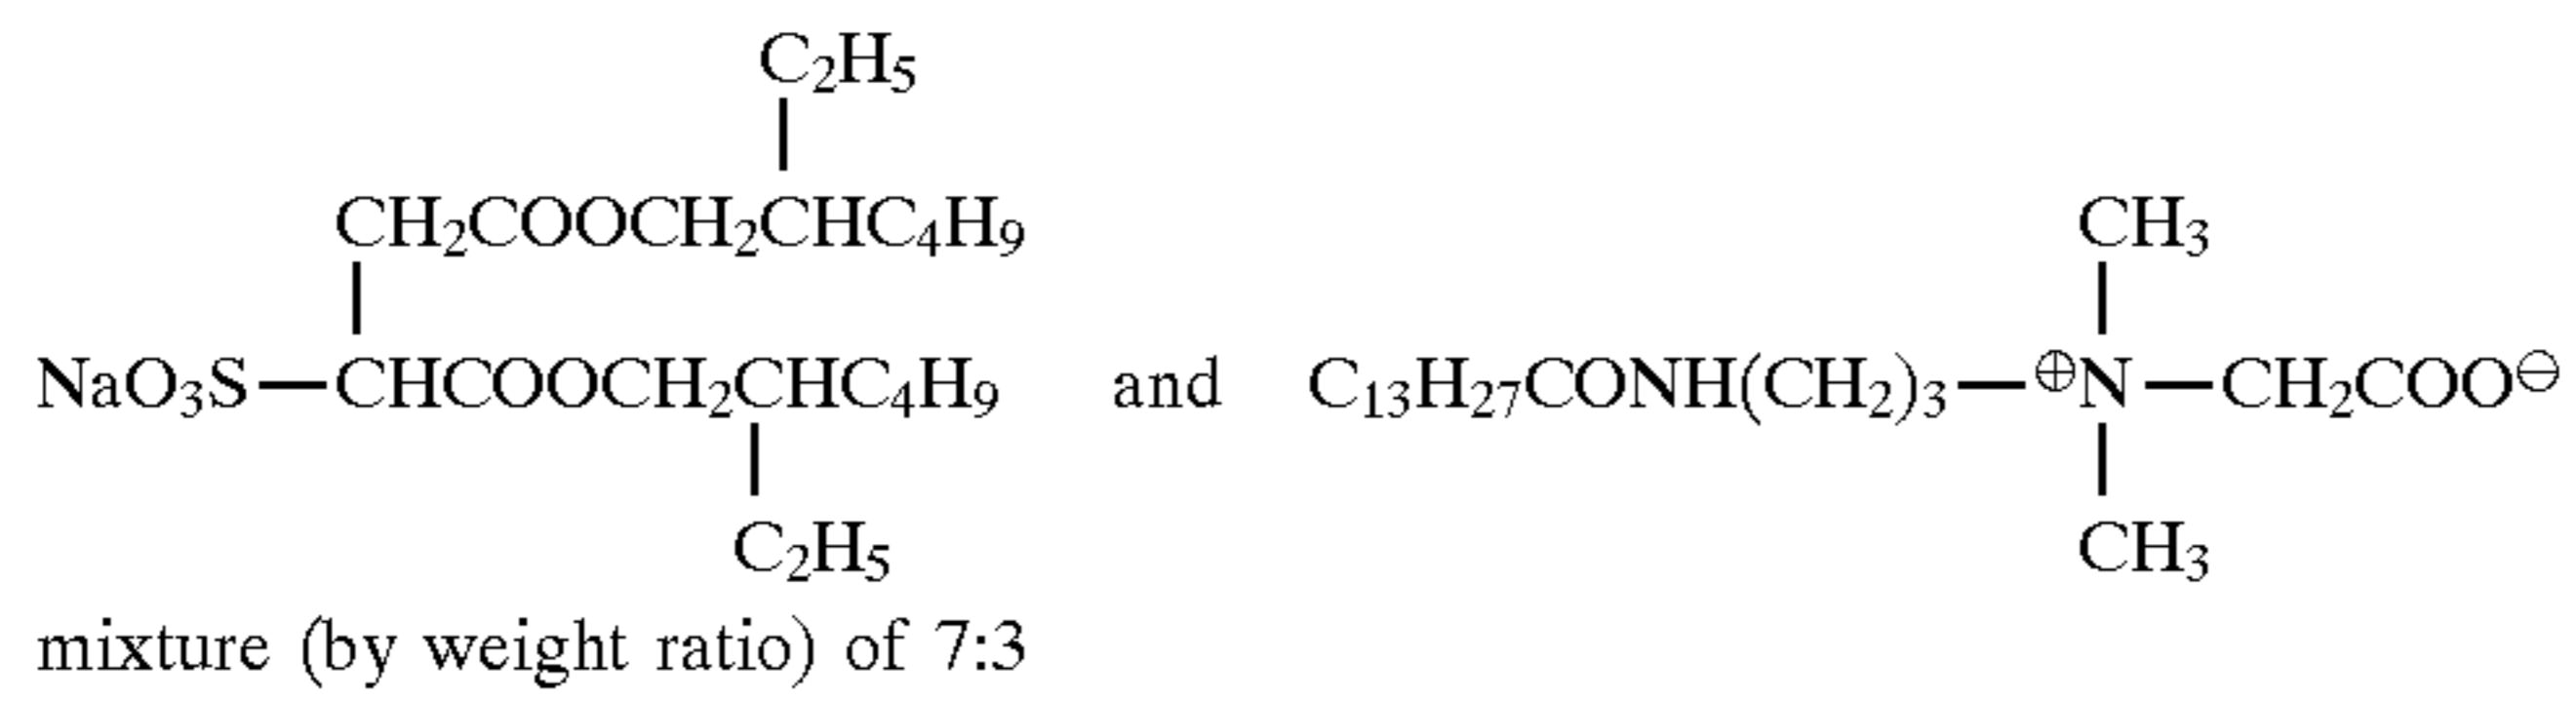 C₂H₅
CH₂COOCH₂CHC₄H₉ CH₃
NaO₃S—CHCOOCH₂CHC₄H₉ and C₁₃H₂₇CONH(CH₂)₃—⊕N—CH₂COO⊖
C₂H₅ CH₃
mixture (by weight ratio) of 7:3